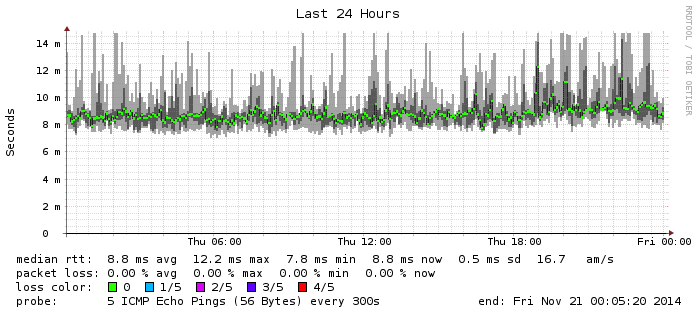 Last 24 Hours
RRDTOOL / TOBI OETIKER
Seconds
14 m
12 m
10 m
8 m
6 m
4 m
2 m
0
Thu 06:00 Thu 12:00 Thu 18:00 Fri 00:00
median rtt: 8.8 ms avg 12.2 ms max 7.8 ms min 8.8 ms now 0.5 ms sd 16.7 am/s
packet loss: 0.00 % avg 0.00 % max 0.00 % min 0.00 % now
loss color: 0 1/5 2/5 3/5 4/5
probe: 5 ICMP Echo Pings (56 Bytes) every 300s end: Fri Nov 21 00:05:20 2014